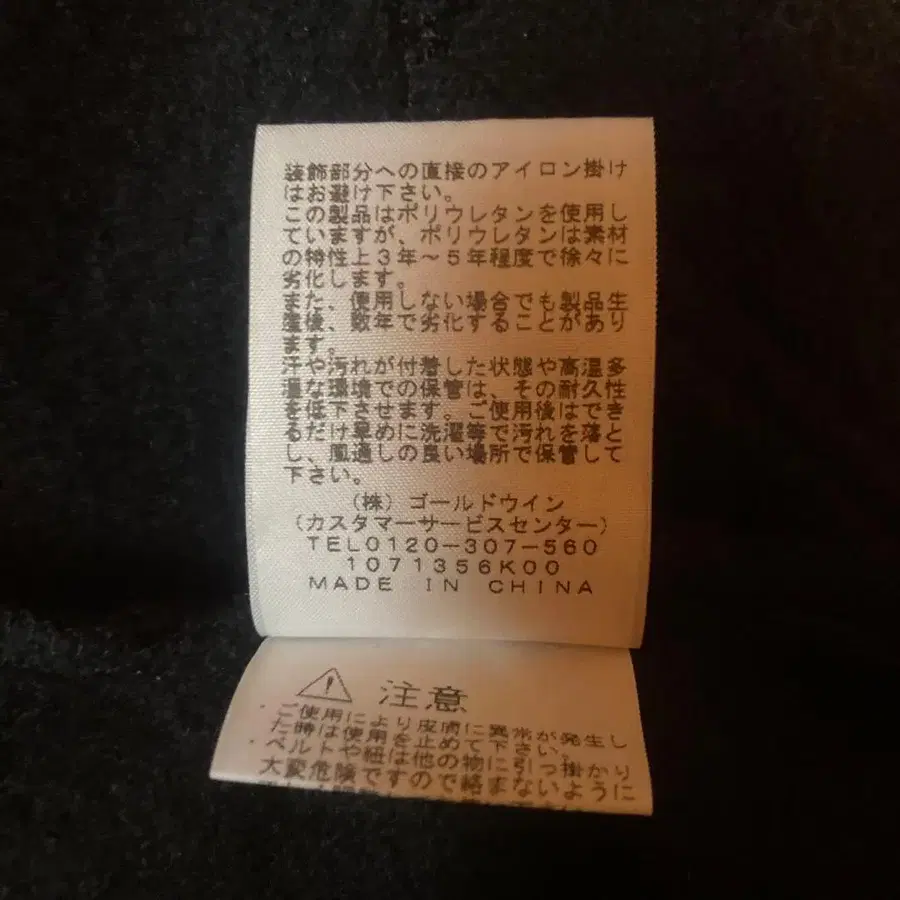 装飾部分への直接のアイロン掛け
はお避け下さい。
この製品はポリウレタンを使用し
ていますが、ポリウレタンは素材
の特性上3年～5年程度で徐々に
劣化します。
また、使用しない場合でも製品生
産後、数年で劣化することがあり
ます。
汗や汚れが付着した状態や高温多
湿な環境での保管は、その耐久性
を低下させます。ご使用後はでき
るだけ早めに洗濯等で汚れを落と
し、風通しの良い場所で保管して
下さい。
(株)ゴールドウイン
(カスタマーサービスセンター)
TEL0120-307-560
1071356K00
MADE IN CHINA
注意
・ご使用により皮膚に異常が発生し
た時は使用を止めて下さい。
・ベルトや紐は他の物に引っ掛かり
大変危険ですので絡まないように